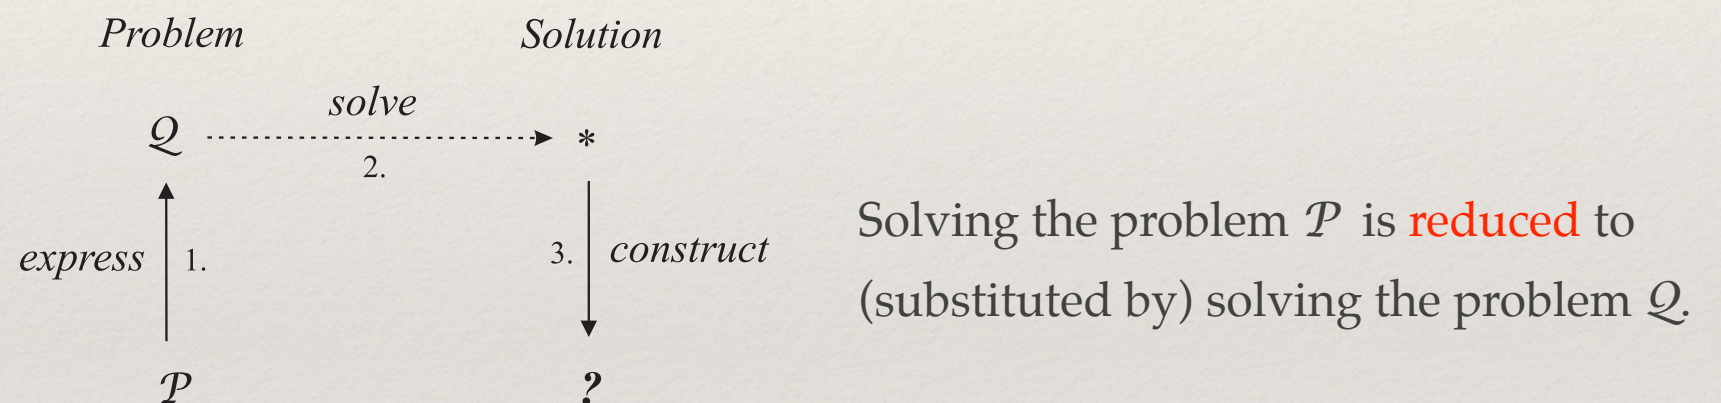 Problem Solution
solve
𝒬 *
2.
express 1. 3. construct
𝒫 ?
Solving the problem 𝒫 is reduced to
(substituted by) solving the problem 𝒬.